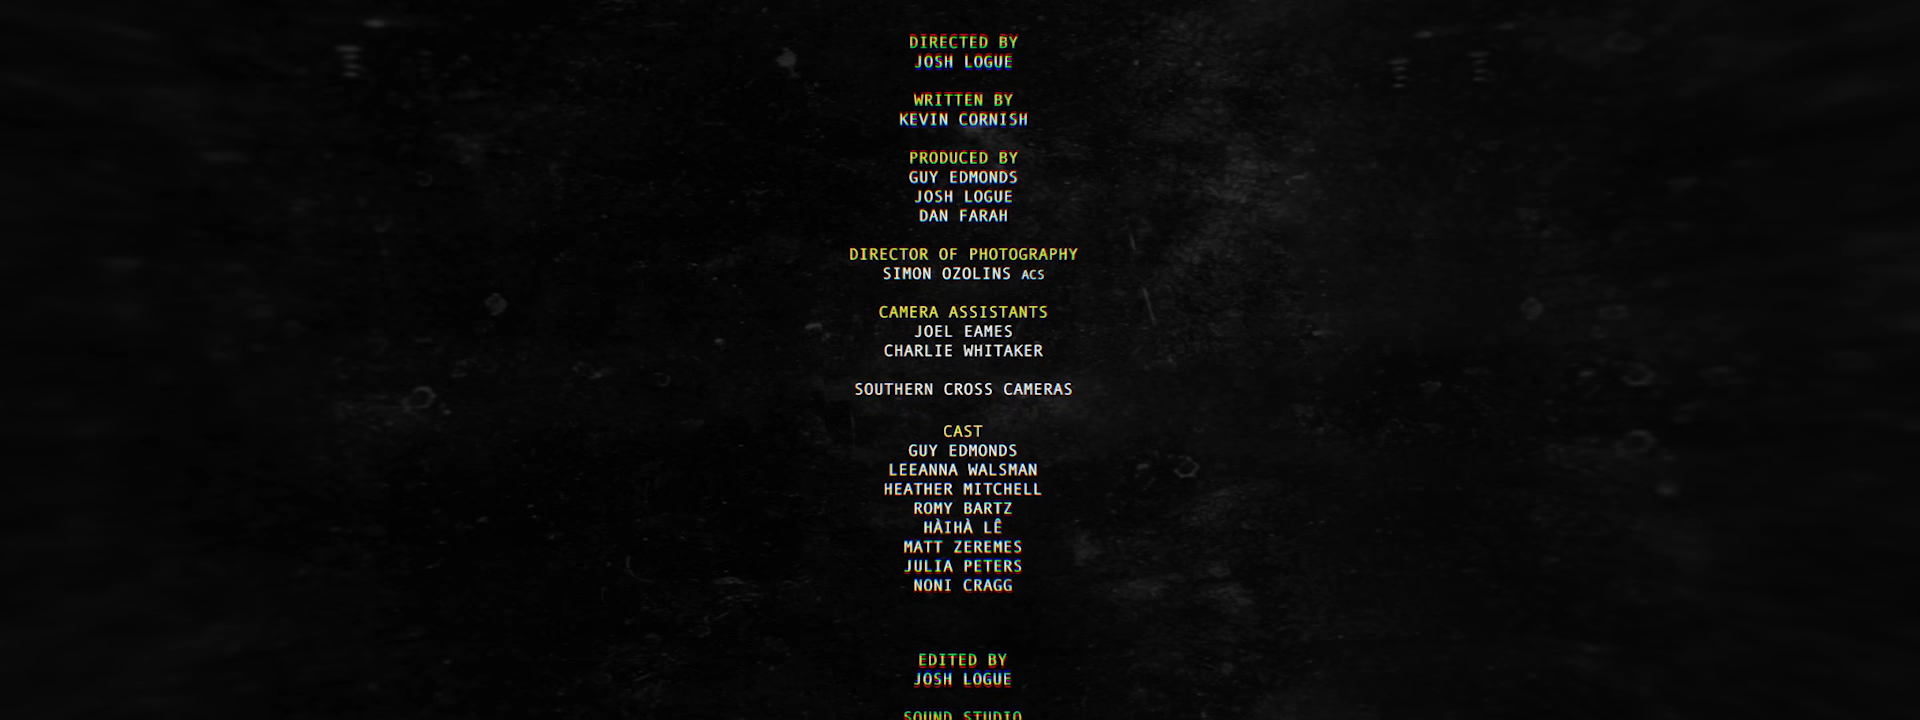 DIRECTED BY
JOSH LOGUE
WRITTEN BY
KEVIN CORNISH
PRODUCED BY
GUY EDMONDS
JOSH LOGUE
DAN FARAH
DIRECTOR OF PHOTOGRAPHY
SIMON OZOLINS ACS
CAMERA ASSISTANTS
JOEL EAMES
CHARLIE WHITAKER
SOUTHERN CROSS CAMERAS
CAST
GUY EDMONDS
LEEANNA WALSMAN
HEATHER MITCHELL
ROMY BARTZ
HÀIHÀ LÊ
MATT ZEREMES
JULIA PETERS
NONI CRAGG
EDITED BY
JOSH LOGUE
SOUND STUDIO